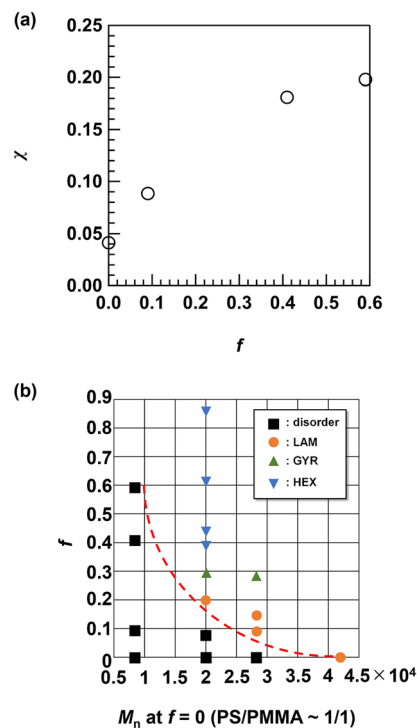 (a)
0.25
0.20
0.15
0.10
0.05
0.00
χ
0.0 0.1 0.2 0.3 0.4 0.5 0.6
f
(b)
0.9
0.8
0.7
0.6
0.5
0.4
0.3
0.2
0.1
0
f
: disorder
: LAM
: GYR
: HEX
0.5 1 1.5 2 2.5 3 3.5 4 4.5 × 10⁴
Mn at f = 0 (PS/PMMA ~ 1/1)